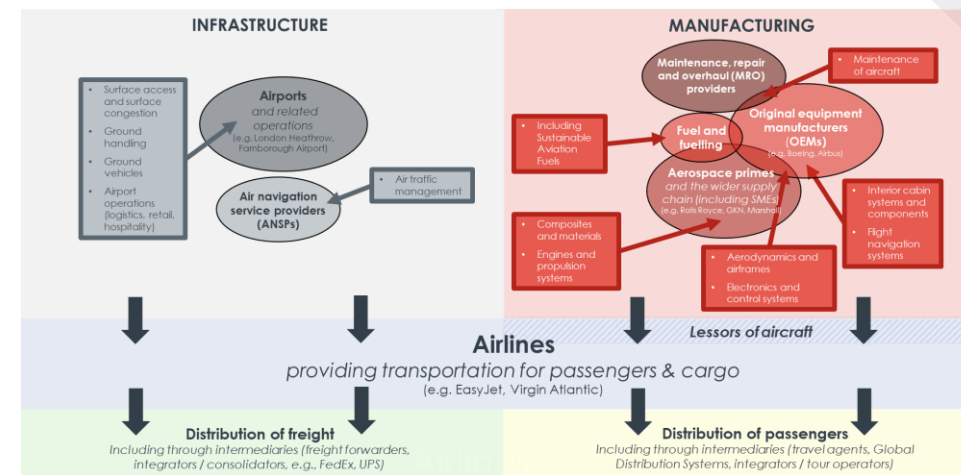 INFRASTRUCTURE
• Surface access
and surface
congestion
• Ground
handling
• Ground
vehicles
• Airport
operations
(logistics, retail,
hospitality)
Airports
and related
operations
(e.g. London Heathrow,
Farnborough Airport)
Air navigation
service providers
(ANSPs)
• Air traffic
management
MANUFACTURING
Maintenance, repair
and overhaul (MRO)
providers
• Maintenance
of aircraft
Original equipment
manufacturers
(OEMs)
(e.g. Boeing, Airbus)
• Including
Sustainable
Aviation
Fuels
Fuel and
fuelling
Aerospace primes
and the wider supply
chain (including SMEs)
(e.g. Rolls Royce, GKN, Marshall)
• Composites
and materials
• Engines and
propulsion
systems
• Aerodynamics and
airframes
• Electronics and
control systems
• Interior cabin
systems and
components
• Flight
navigation
systems
Lessors of aircraft
Airlines
providing transportation for passengers & cargo
(e.g. EasyJet, Virgin Atlantic)
Distribution of freight
Including through intermediaries (freight forwarders,
integrators / consolidators, e.g., FedEx, UPS)
Airlines
Distribution of passengers
Including through intermediaries (travel agents, Global
Distribution Systems, integrators / tour operators)